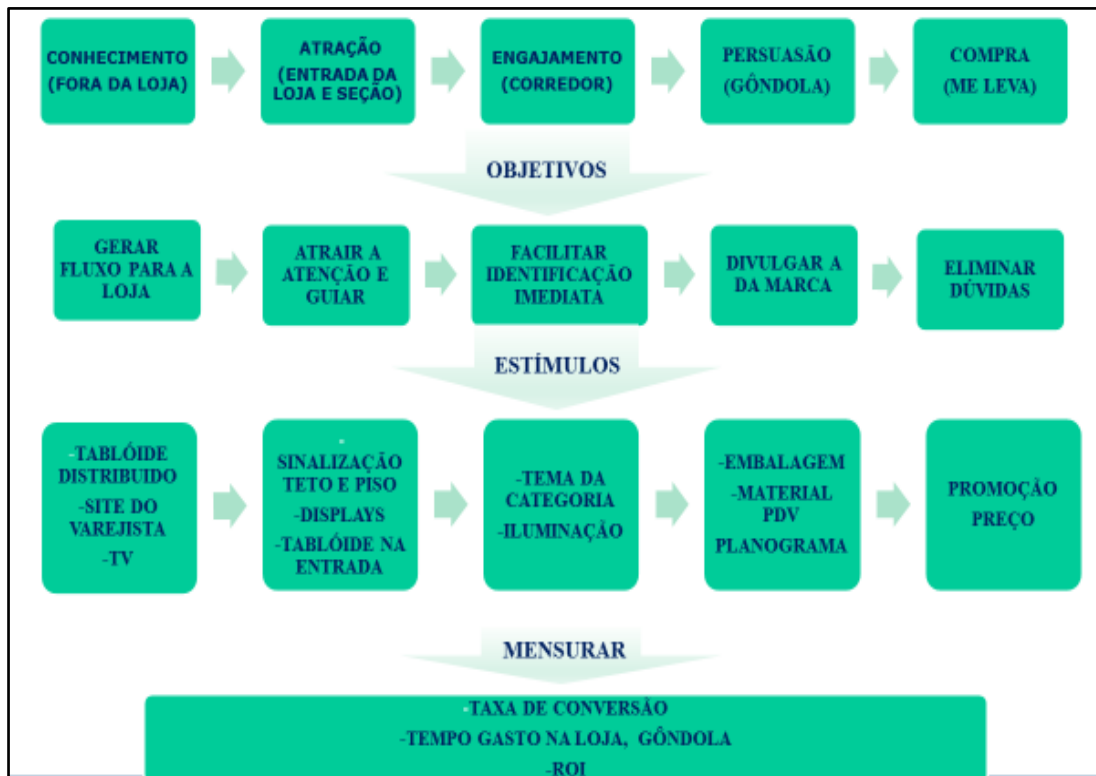 CONHECIMENTO
(FORA DA LOJA)
ATRAÇÃO
(ENTRADA DA
LOJA E SEÇÃO)
ENGAJAMENTO
(CORREDOR)
PERSUASÃO
(GÔNDOLA)
COMPRA
(ME LEVA)
OBJETIVOS
GERAR
FLUXO PARA A
LOJA
ATRAIR A
ATENÇÃO E
GUIAR
FACILITAR
IDENTIFICAÇÃO
IMEDIATA
DIVULGAR A
DA MARCA
ELIMINAR
DÚVIDAS
ESTÍMULOS
-TABLÓIDE
DISTRIBUIDO
-SITE DO
VAREJISTA
-TV
-
SINALIZAÇÃO
TETO E PISO
-DISPLAYS
-TABLÓIDE NA
ENTRADA
-TEMA DA
CATEGORIA
-ILUMINAÇÃO
-EMBALAGEM
-MATERIAL
PDV
PLANOGRAMA
PROMOÇÃO
PREÇO
MENSURAR
-TAXA DE CONVERSÃO
-TEMPO GASTO NA LOJA, GÔNDOLA
-ROI